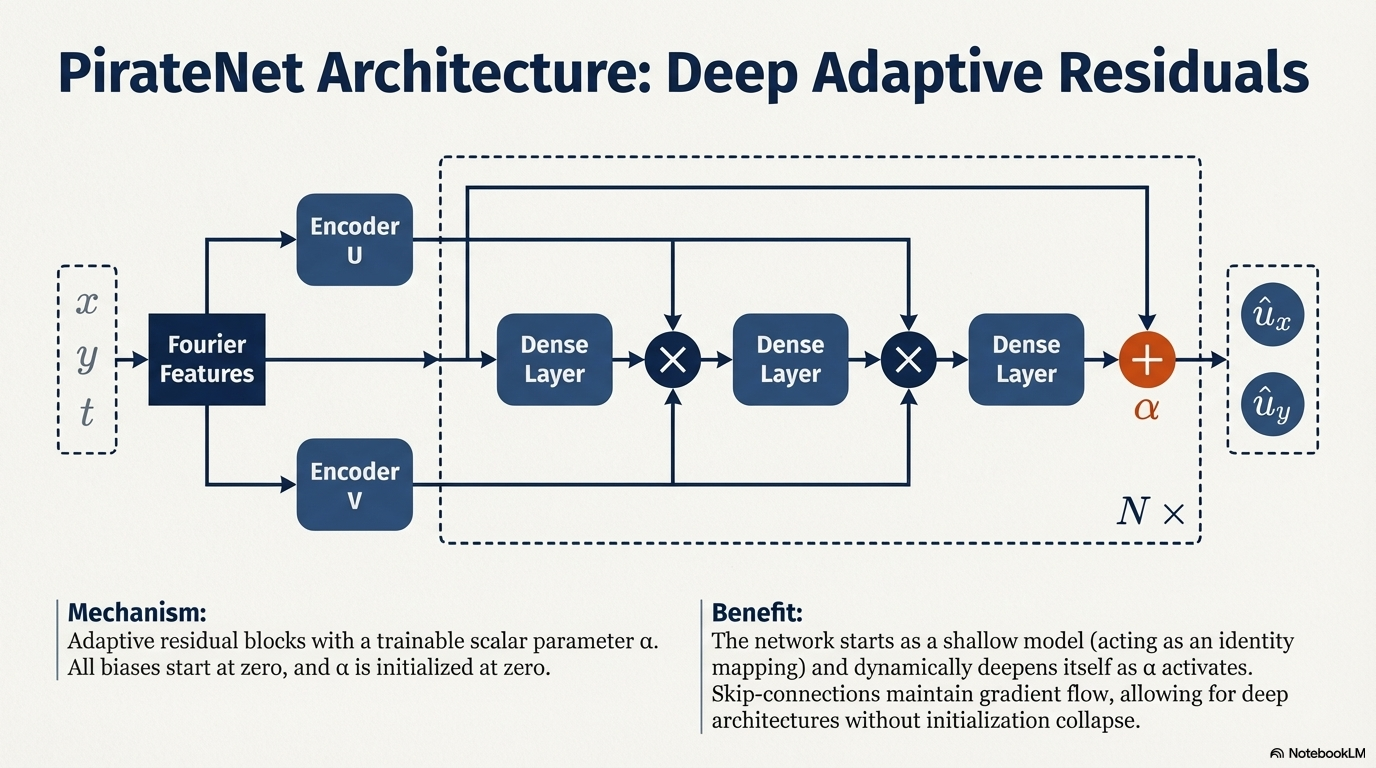 PirateNet Architecture: Deep Adaptive Residuals
x
y
t
Fourier
Features
Encoder
U
Encoder
V
Dense
Layer
×
Dense
Layer
×
Dense
Layer
+
α
N ×
û_x
û_y
Mechanism:
Adaptive residual blocks with a trainable scalar parameter α.
All biases start at zero, and α is initialized at zero.
Benefit:
The network starts as a shallow model (acting as an identity
mapping) and dynamically deepens itself as α activates.
Skip-connections maintain gradient flow, allowing for deep
architectures without initialization collapse.
NotebookLM